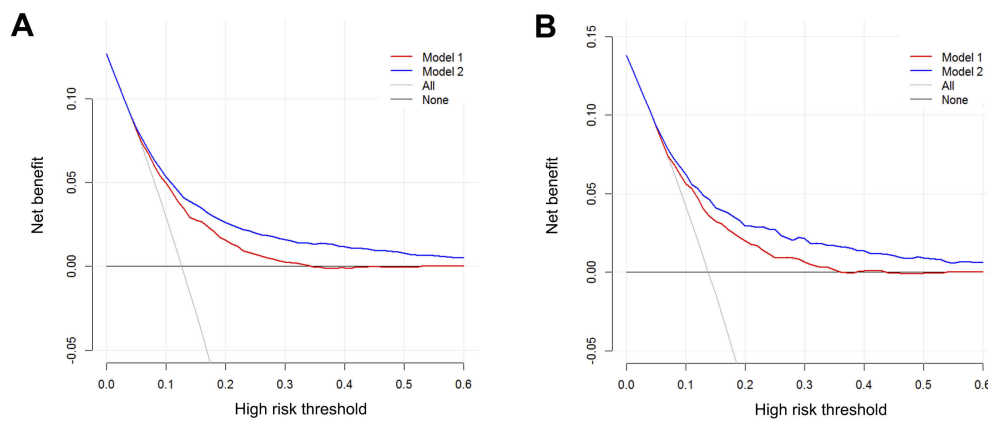 A
Net benefit
0.10
0.05
0.00
-0.05
0.0 0.1 0.2 0.3 0.4 0.5 0.6
High risk threshold
Model 1
Model 2
All
None
B
Net benefit
0.15
0.10
0.05
0.00
-0.05
0.0 0.1 0.2 0.3 0.4 0.5 0.6
High risk threshold
Model 1
Model 2
All
None